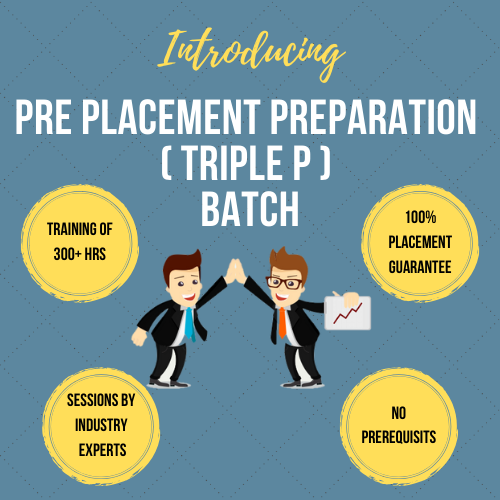 Introducing
PRE PLACEMENT PREPARATION
( TRIPLE P )
BATCH
TRAINING OF
300+ HRS
100%
PLACEMENT
GUARANTEE
SESSIONS BY
INDUSTRY
EXPERTS
NO
PREREQUISITS